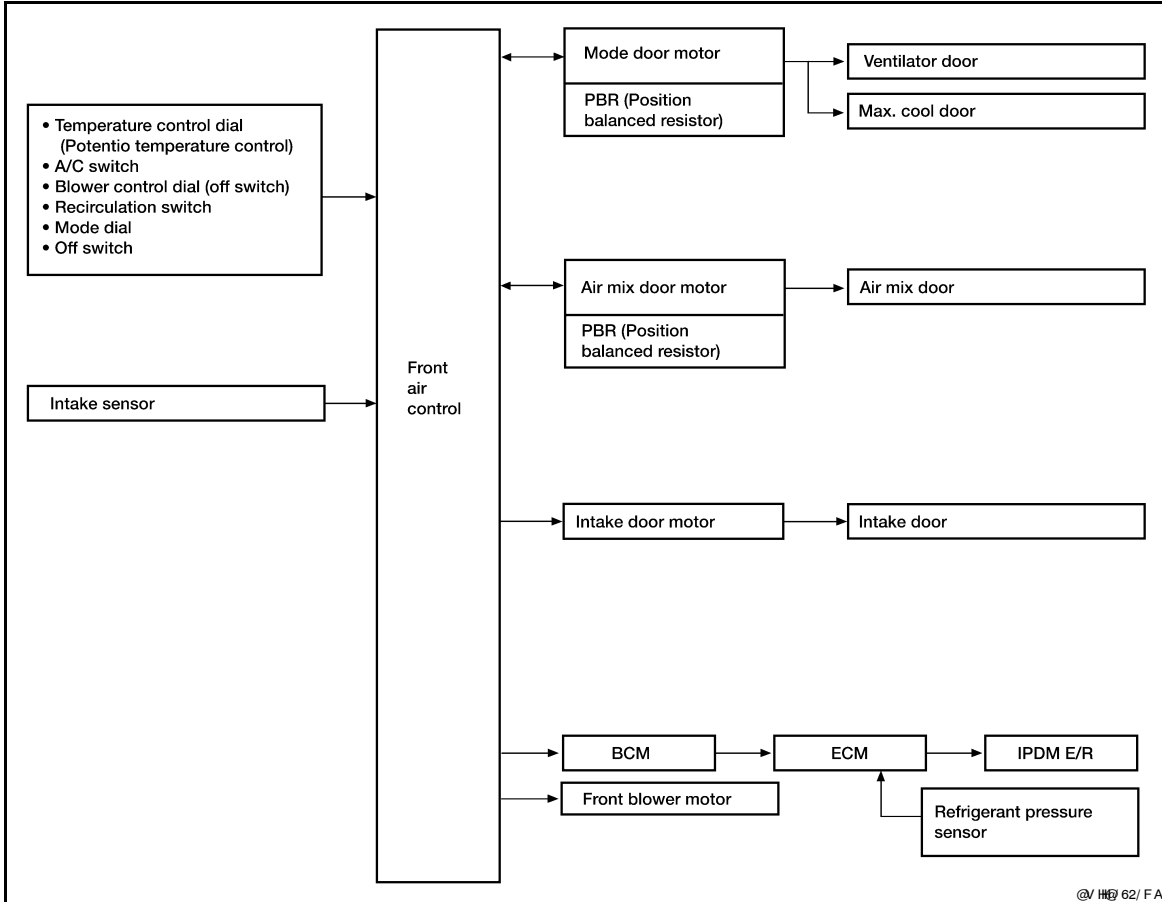 Mode door motor
PBR (Position
balanced resistor)
Ventilator door
Max. cool door
• Temperature control dial
(Potentio temperature control)
• A/C switch
• Blower control dial (off switch)
• Recirculation switch
• Mode dial
• Off switch
Air mix door motor
PBR (Position
balanced resistor)
Air mix door
Front
air
control
Intake sensor
Intake door motor
Intake door
BCM
ECM
IPDM E/R
Front blower motor
Refrigerant pressure
sensor